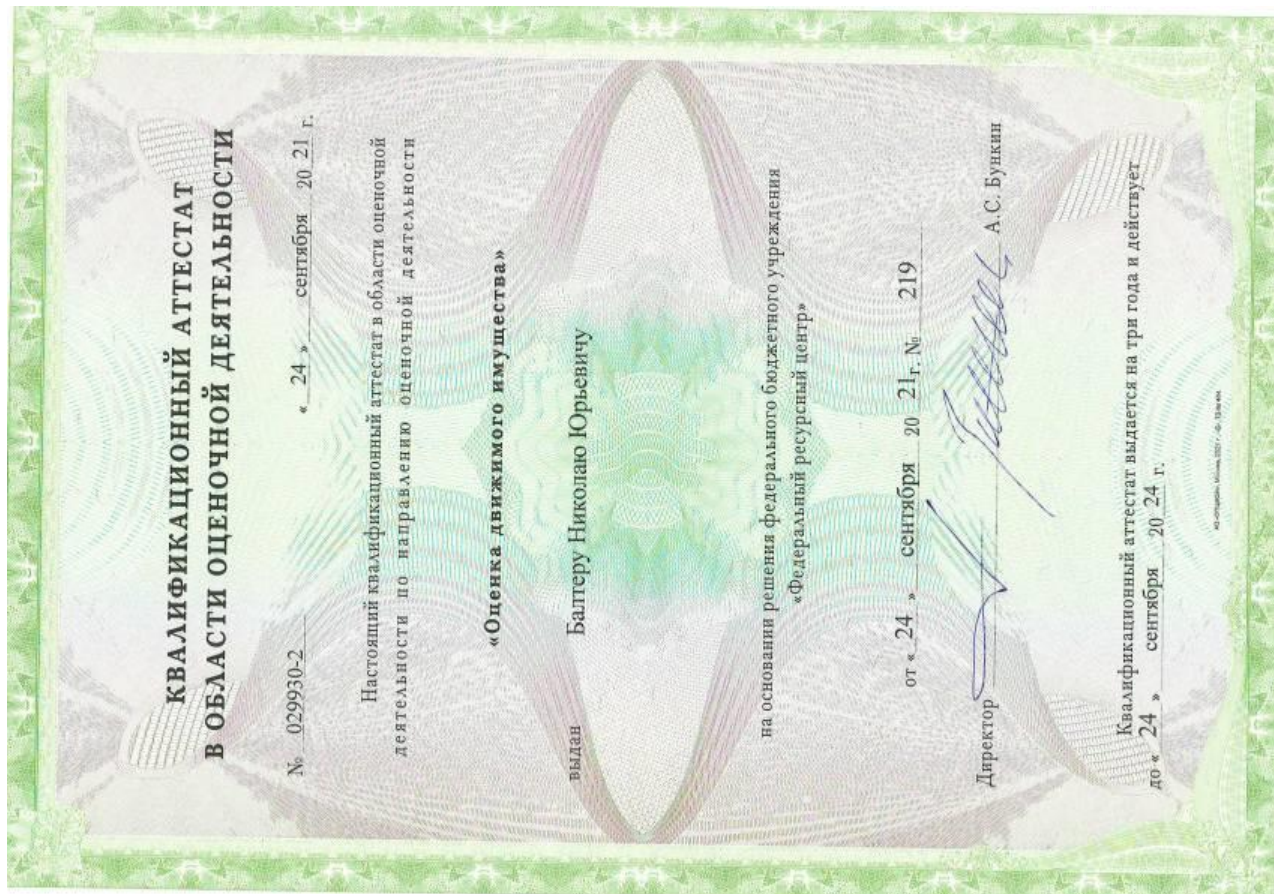 КВАЛИФИКАЦИОННЫЙ АТТЕСТАТ
В ОБЛАСТИ ОЦЕНОЧНОЙ ДЕЯТЕЛЬНОСТИ
№ 029930-2 « 24 » сентября 20 21 г.
Настоящий квалификационный аттестат в области оценочной
деятельности по направлению оценочной деятельности
«Оценка движимого имущества»
выдан Балтеру Николаю Юрьевичу
на основании решения федерального бюджетного учреждения
«Федеральный ресурсный центр»
от « 24 » сентября 20 21 г. № 219
Директор А.С. Бункин
Квалификационный аттестат выдается на три года и действует
до « 24 » сентября 20 24 г.